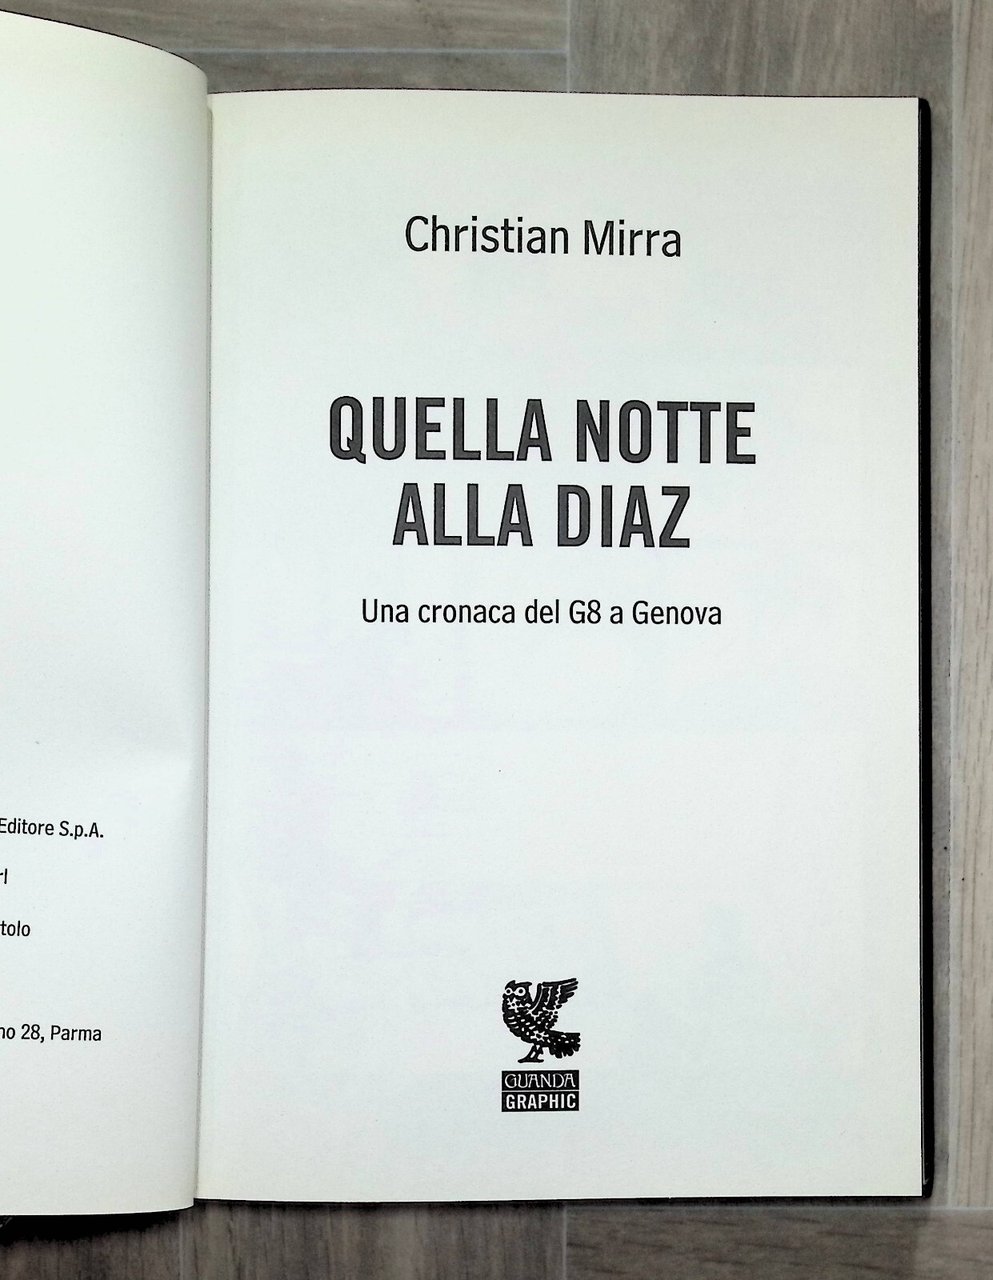 Editore S.p.A.
rl
tolo
no 28, Parma
Christian Mirra
QUELLA NOTTE
ALLA DIAZ
Una cronaca del G8 a Genova
GUANDA
GRAPHIC